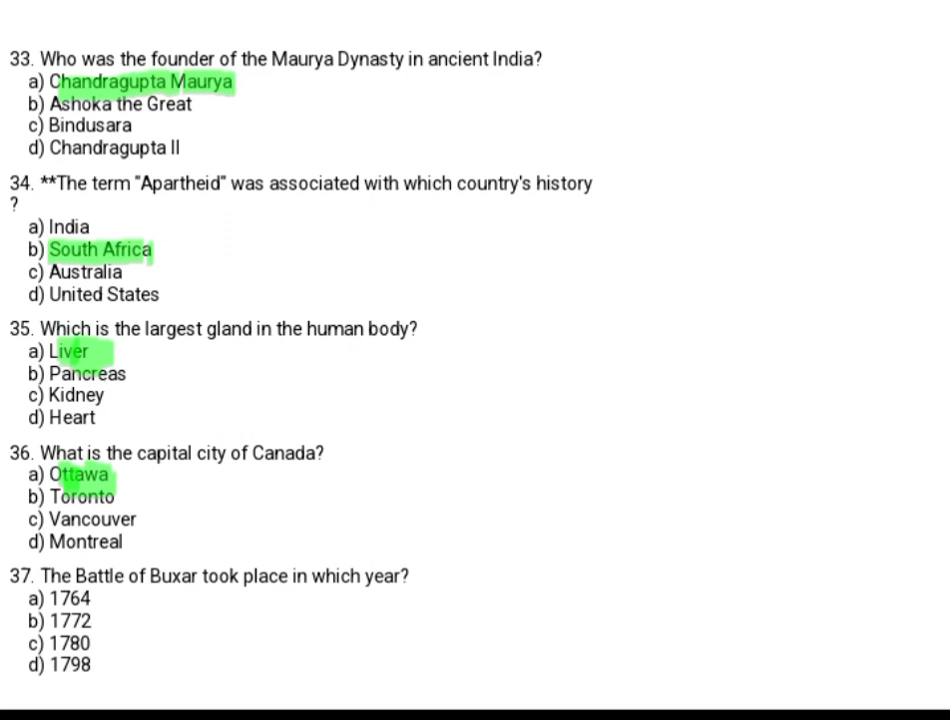 33. Who was the founder of the Maurya Dynasty in ancient India?
a) Chandragupta Maurya
b) Ashoka the Great
c) Bindusara
d) Chandragupta II
34. **The term "Apartheid" was associated with which country's history
?
a) India
b) South Africa
c) Australia
d) United States
35. Which is the largest gland in the human body?
a) Liver
b) Pancreas
c) Kidney
d) Heart
36. What is the capital city of Canada?
a) Ottawa
b) Toronto
c) Vancouver
d) Montreal
37. The Battle of Buxar took place in which year?
a) 1764
b) 1772
c) 1780
d) 1798